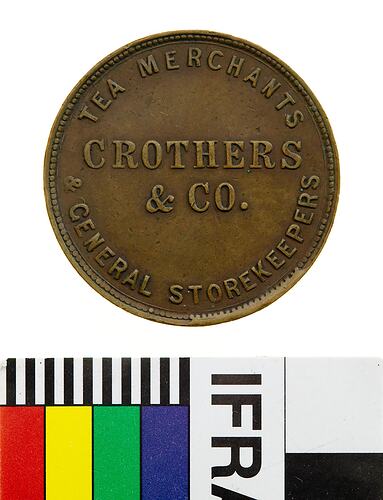 TEA MERCHANTS
CROTHERS
& CO.
& GENERAL STOREKEEPERS
IFRA